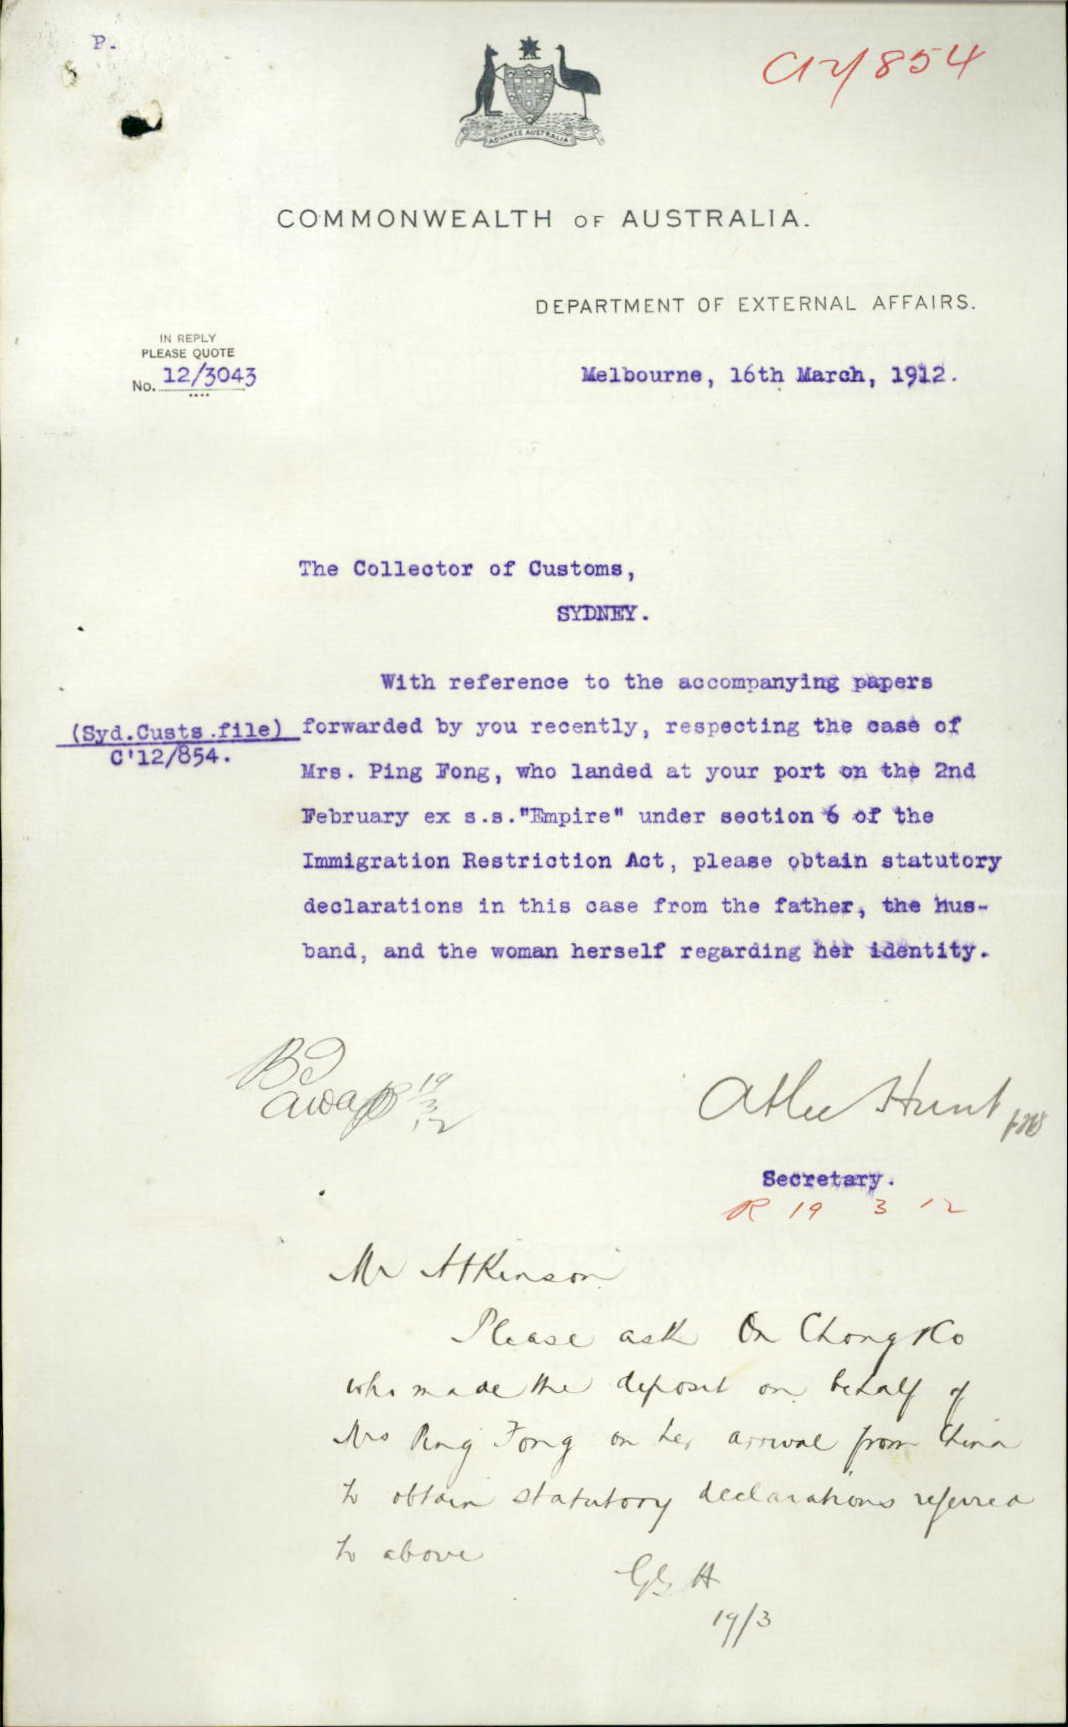 P.
C12/854
ADVANCE AUSTRALIA
COMMONWEALTH OF AUSTRALIA.
DEPARTMENT OF EXTERNAL AFFAIRS.
IN REPLY
PLEASE QUOTE
No. 12/3043
Melbourne, 16th March, 1912.
The Collector of Customs,
SYDNEY.
With reference to the accompanying papers
(Syd.Custs.file) forwarded by you recently, respecting the case of
C'12/854.
Mrs. Ping Fong, who landed at your port on the 2nd
February ex s.s."Empire" under section 6 of the
Immigration Restriction Act, please obtain statutory
declarations in this case from the father, the hus-
band, and the woman herself regarding her identity.
19
3
12
Atlee Hunt
Secretary.
R 19 3 12
Mr Atkinson
Please ask On Chong & Co
who made the deposit on behalf of
Mrs Ping Fong on her arrival from China
to obtain statutory declarations referred
to above
19/3